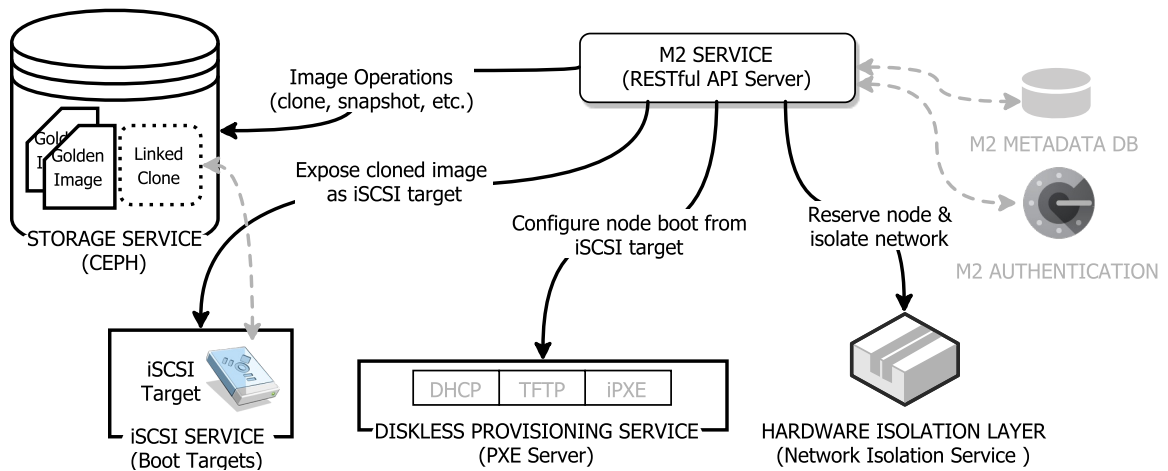 M2 SERVICE
(RESTful API Server)
Image Operations
(clone, snapshot, etc.)
Gold
I
Golden
Image
Linked
Clone
M2 METADATA DB
Expose cloned image
as iSCSI target
Configure node boot from
iSCSI target
Reserve node &
isolate network
STORAGE SERVICE
(CEPH)
M2 AUTHENTICATION
iSCSI
Target
DHCP TFTP iPXE
iSCSI SERVICE
(Boot Targets)
DISKLESS PROVISIONING SERVICE
(PXE Server)
HARDWARE ISOLATION LAYER
(Network Isolation Service )